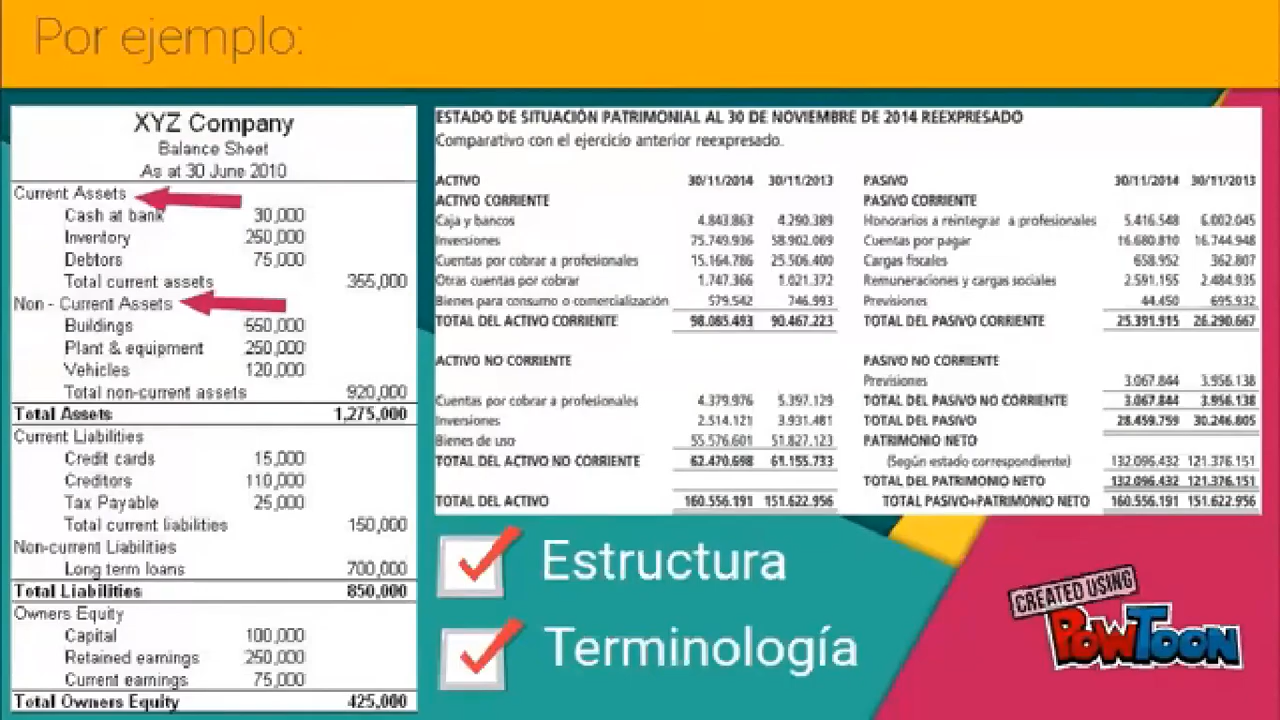 Por ejemplo:
XYZ Company
Balance Sheet
As at 30 June 2010
Current Assets
Cash at bank 30,000
Inventory 250,000
Debtors 75,000
Total current assets 355,000
Non - Current Assets
Buildings 550,000
Plant & equipment 250,000
Vehicles 120,000
Total non-current assets 920,000
Total Assets 1,275,000
Current Liabilities
Credit cards 15,000
Creditors 110,000
Tax Payable 25,000
Total current liabilities 150,000
Non-current Liabilities
Long term loans 700,000
Total Liabilities 850,000
Owners Equity
Capital 100,000
Retained earnings 250,000
Current earnings 75,000
Total Owners Equity 425,000
ESTADO DE SITUACIÓN PATRIMONIAL AL 30 DE NOVIEMBRE DE 2014 REEXPRESADO
Comparativo con el ejercicio anterior reexpresado.
ACTIVO 30/11/2014 30/11/2013
ACTIVO CORRIENTE
Caja y bancos 4.843.863 4.290.389
Inversiones 75.749.936 58.902.069
Cuentas por cobrar a profesionales 15.164.786 25.506.400
Otras cuentas por cobrar 1.747.366 1.021.372
Bienes para consumo o comercialización 579.542 746.993
TOTAL DEL ACTIVO CORRIENTE 98.085.493 90.467.223
ACTIVO NO CORRIENTE
Cuentas por cobrar a profesionales 4.379.976 5.397.129
Inversiones 2.514.121 3.931.481
Bienes de uso 55.576.601 51.827.123
TOTAL DEL ACTIVO NO CORRIENTE 62.470.698 61.155.733
TOTAL DEL ACTIVO 160.556.191 151.622.956
PASIVO 30/11/2014 30/11/2013
PASIVO CORRIENTE
Honorarios a reintegrar a profesionales 5.416.548 6.002.045
Cuentas por pagar 16.680.810 16.744.948
Cargas fiscales 658.952 362.807
Remuneraciones y cargas sociales 2.591.155 2.484.935
Previsiones 44.450 695.932
TOTAL DEL PASIVO CORRIENTE 25.391.915 26.290.667
PASIVO NO CORRIENTE
Previsiones 3.067.844 3.956.138
TOTAL DEL PASIVO NO CORRIENTE 3.067.844 3.956.138
TOTAL DEL PASIVO 28.459.759 30.246.805
PATRIMONIO NETO
(Según estado correspondiente) 132.096.432 121.376.151
TOTAL DEL PATRIMONIO NETO 132.096.432 121.376.151
TOTAL PASIVO+PATRIMONIO NETO 160.556.191 151.622.956
Estructura
Terminología
CREATED USING
POWTOON